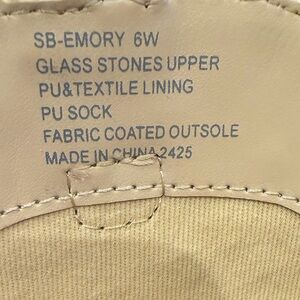 SB-EMORY 6W
GLASS STONES UPPER
PU&TEXTILE LINING
PU SOCK
FABRIC COATED OUTSOLE
MADE IN CHINA 2425